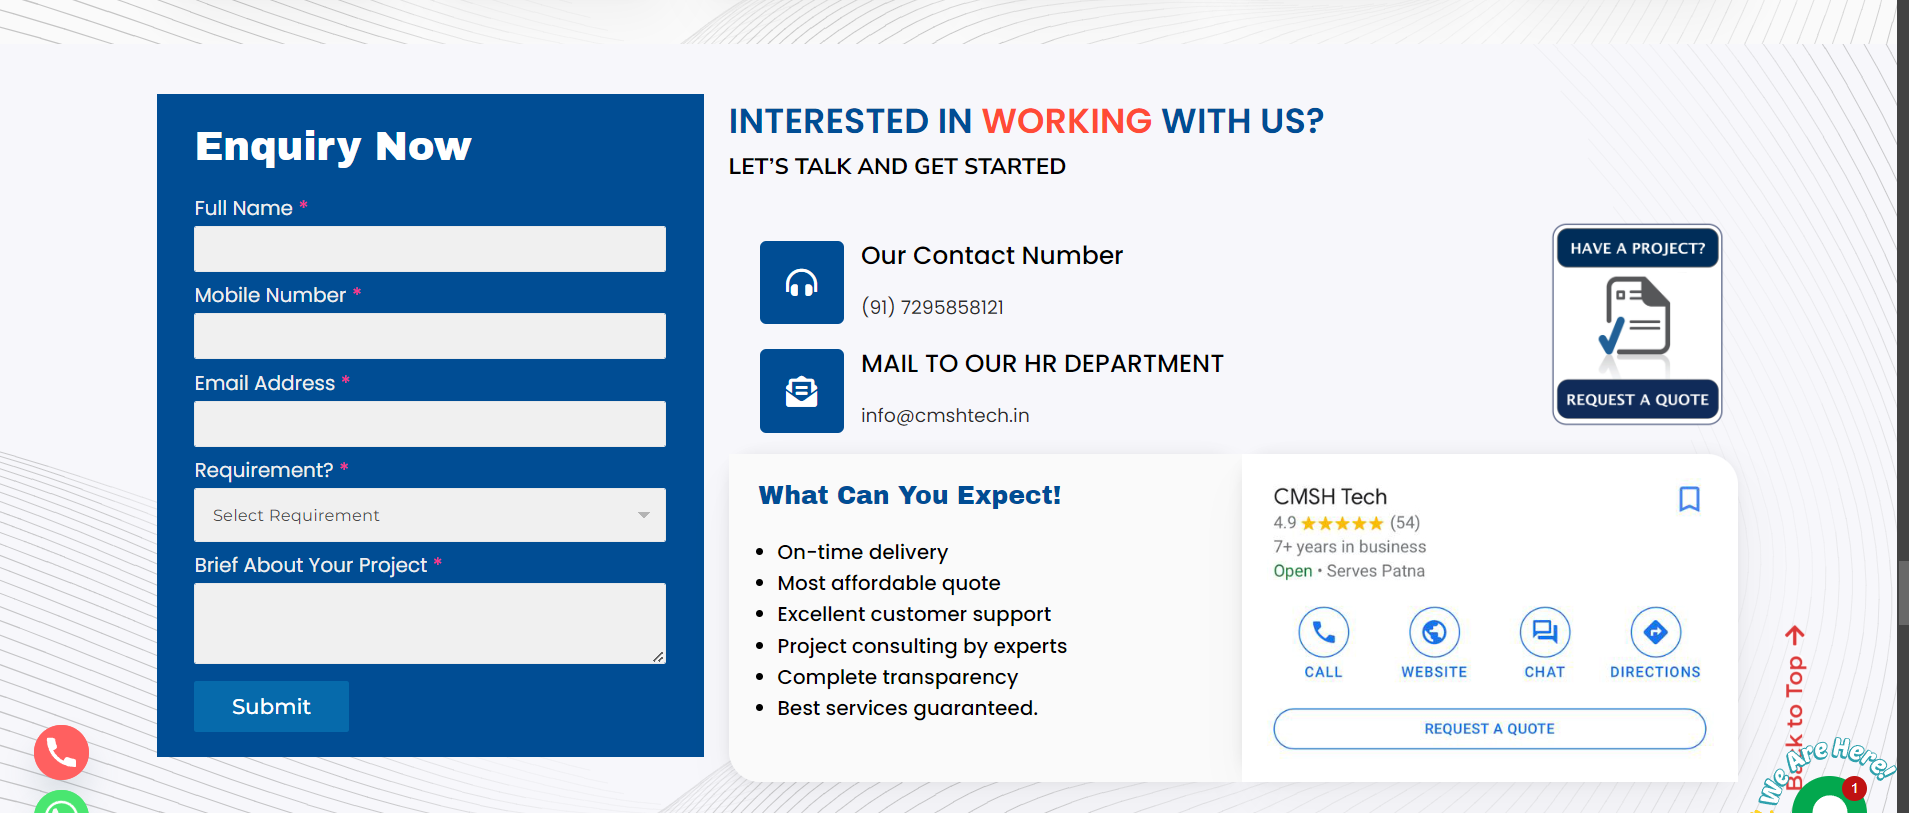 Enquiry Now
Full Name *
Mobile Number *
Email Address *
Requirement? *
Select Requirement
Brief About Your Project *
Submit
INTERESTED IN WORKING WITH US?
LET'S TALK AND GET STARTED
Our Contact Number
(91) 7295858121
MAIL TO OUR HR DEPARTMENT
info@cmshtech.in
HAVE A PROJECT?
REQUEST A QUOTE
What Can You Expect!
• On-time delivery
• Most affordable quote
• Excellent customer support
• Project consulting by experts
• Complete transparency
• Best services guaranteed.
CMSH Tech
4.9 ★★★★★ (54)
7+ years in business
Open • Serves Patna
CALL
WEBSITE
CHAT
DIRECTIONS
REQUEST A QUOTE
Back to Top
We Are Here!
1